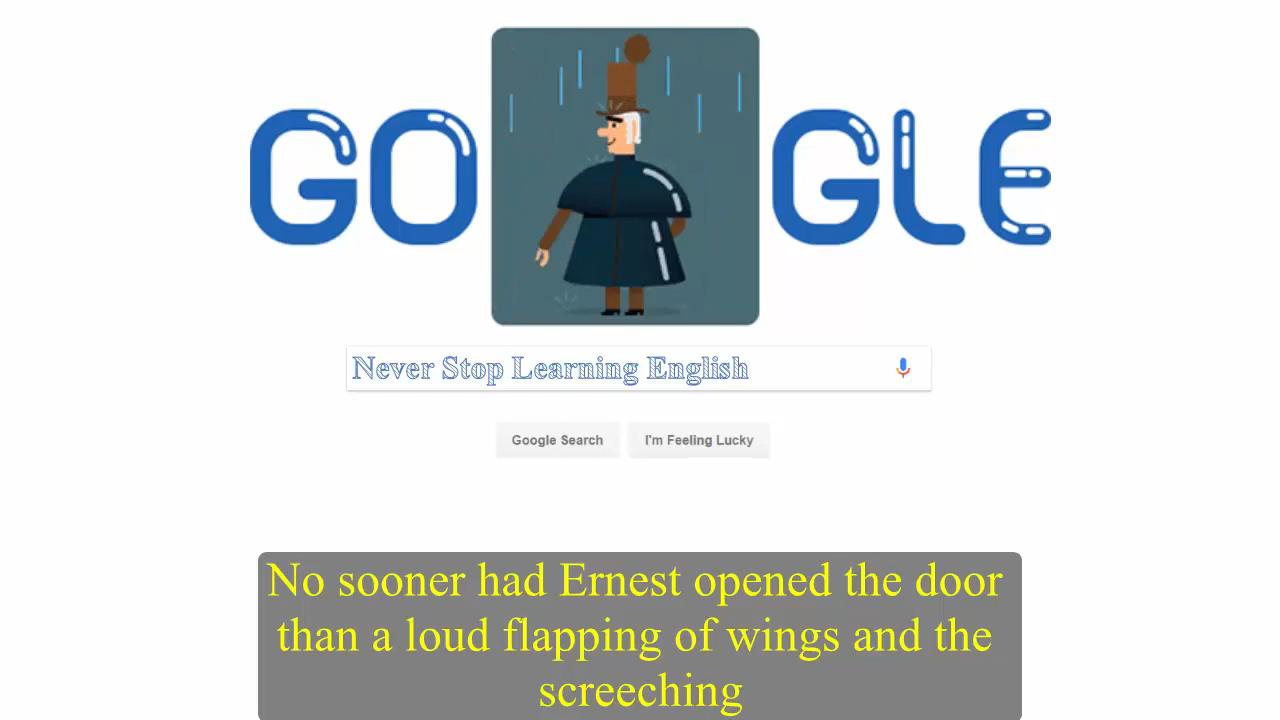 GO GLE
Never Stop Learning English
Google Search I'm Feeling Lucky
No sooner had Ernest opened the door
than a loud flapping of wings and the
screeching